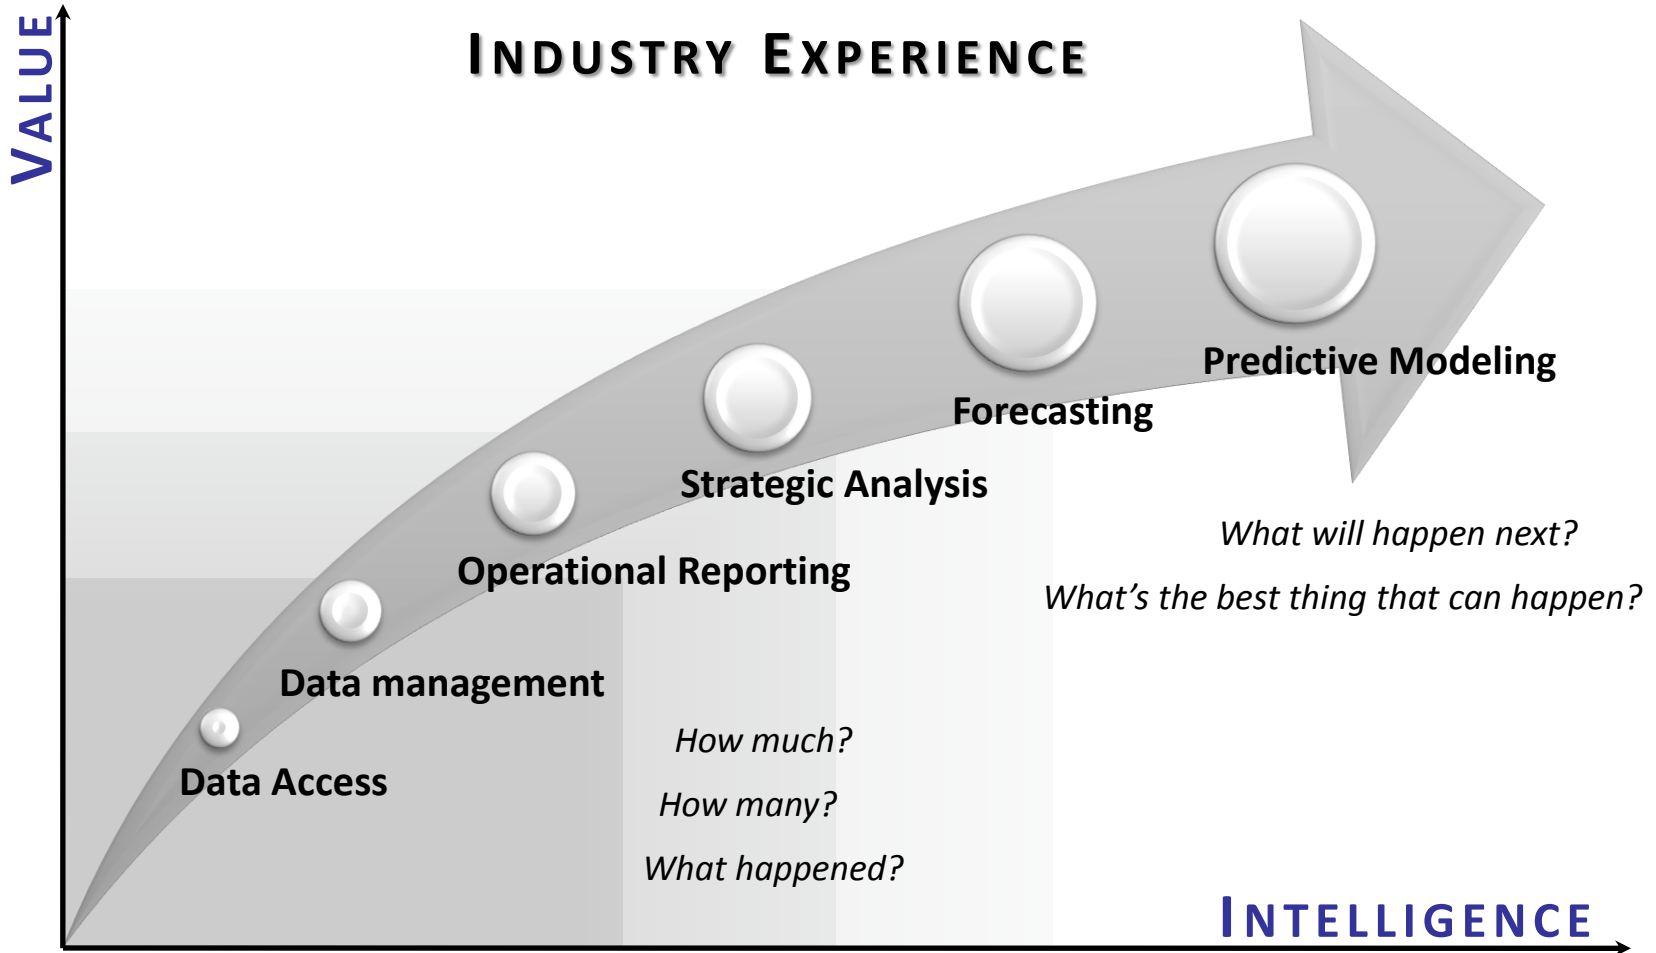 VALUE
INDUSTRY EXPERIENCE
Predictive Modeling
Forecasting
Strategic Analysis
What will happen next?
Operational Reporting
What's the best thing that can happen?
Data management
How much?
Data Access
How many?
What happened?
INTELLIGENCE